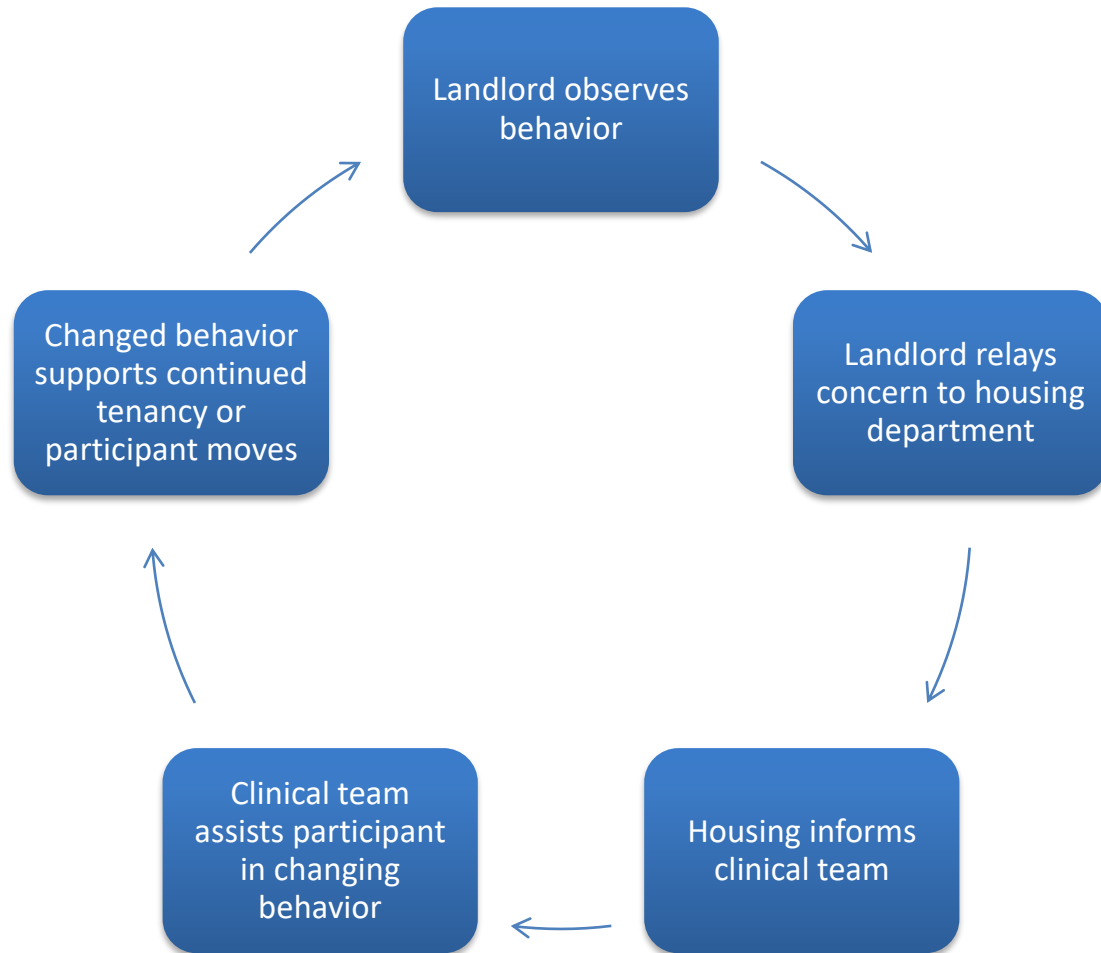 Landlord observes
behavior
Landlord relays
concern to housing
department
Housing informs
clinical team
Clinical team
assists participant
in changing
behavior
Changed behavior
supports continued
tenancy or
participant moves